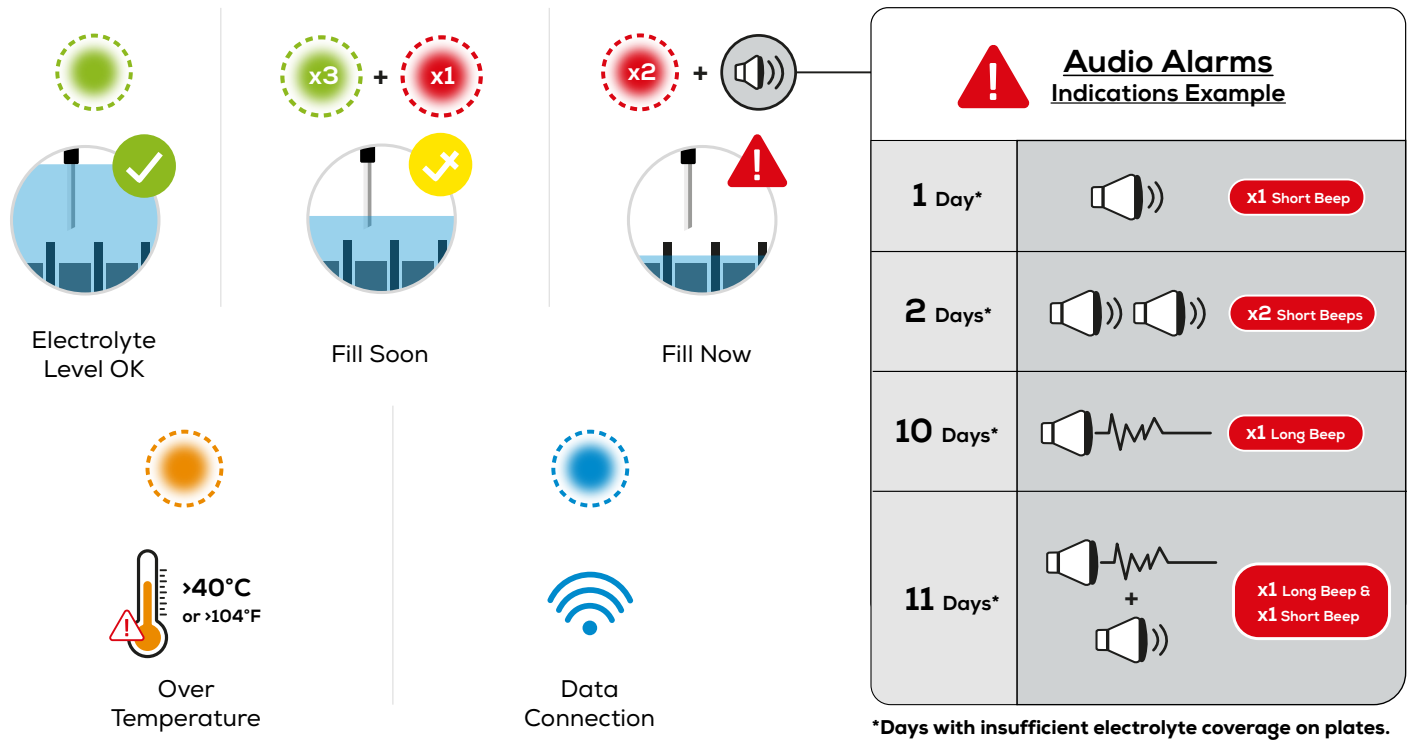 x3 + x1
x2 +
Electrolyte
Level OK
Fill Soon
Fill Now
>40°C
or >104°F
Over
Temperature
Data
Connection
Audio Alarms
Indications Example
1 Day*
x1 Short Beep
2 Days*
x2 Short Beeps
10 Days*
x1 Long Beep
11 Days*
+
x1 Long Beep &
x1 Short Beep
*Days with insufficient electrolyte coverage on plates.